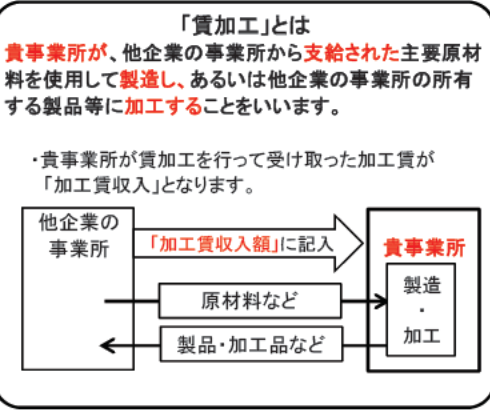 「賃加工」とは
貴事業所が、他企業の事業所から支給された主要原材
料を使用して製造し、あるいは他企業の事業所の所有
する製品等に加工することをいいます。
・貴事業所が賃加工を行って受け取った加工賃が
「加工賃収入」となります。
他企業の
事業所
「加工賃収入額」に記入
貴事業所
原材料など
製造
・
加工
製品・加工品など